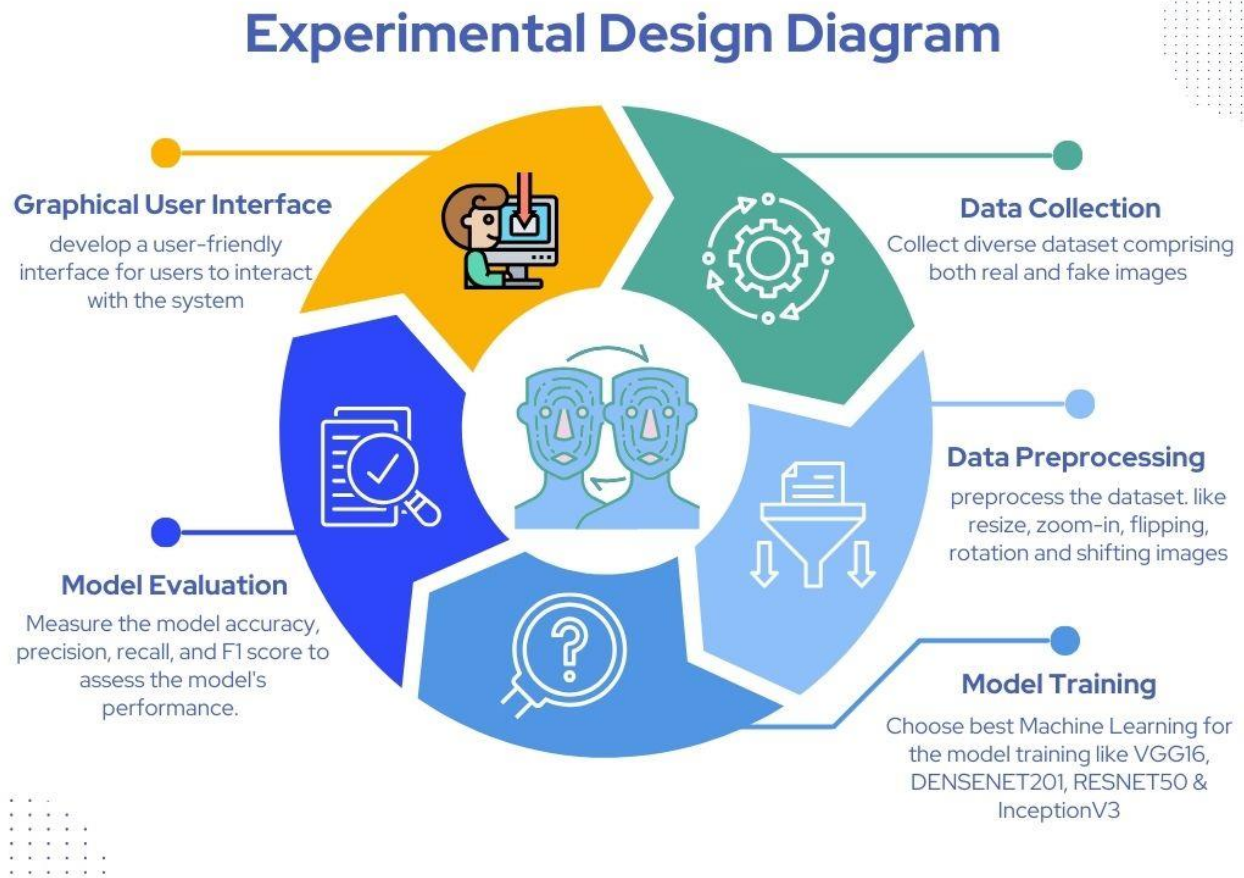 Experimental Design Diagram
Graphical User Interface
develop a user-friendly
interface for users to interact
with the system
Data Collection
Collect diverse dataset comprising
both real and fake images
Data Preprocessing
preprocess the dataset. like
resize, zoom-in, flipping,
rotation and shifting images
Model Evaluation
Measure the model accuracy,
precision, recall, and F1 score to
assess the model's
performance.
Model Training
Choose best Machine Learning for
the model training like VGG16,
DENSENET201, RESNET50 &
InceptionV3
?